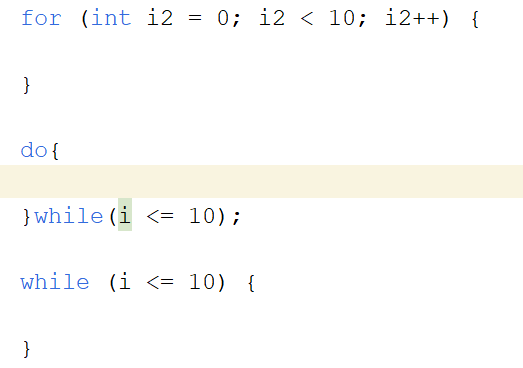 for (int i2 = 0; i2 < 10; i2++) {
}
do{
}while(i <= 10);
while (i <= 10) {
}